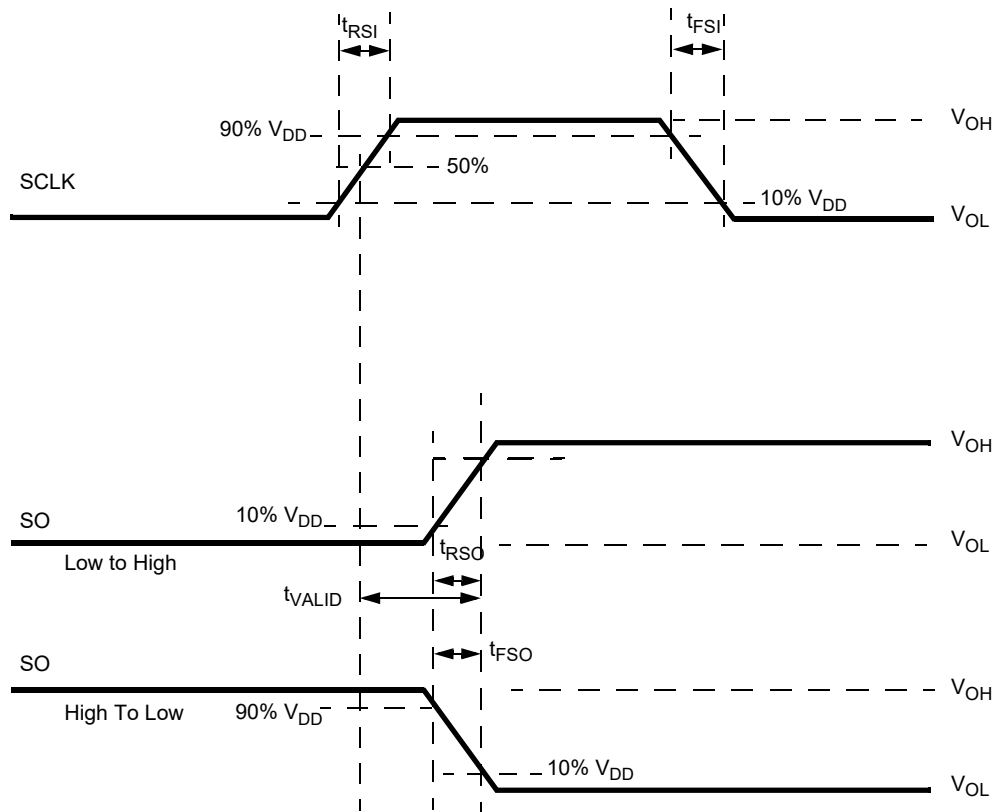 tRSI
tFSI
VOH
90% VDD
50%
SCLK
10% VDD
VOL
VOH
10% VDD
SO
Low to High
VOL
tRSO
tVALID
tFSO
SO
VOH
High To Low
90% VDD
10% VDD
VOL